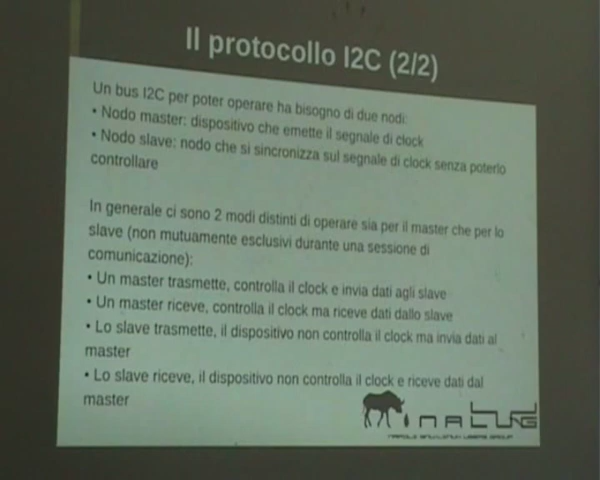 Il protocollo I2C (2/2)
Un bus I2C per poter operare ha bisogno di due nodi:
• Nodo master: dispositivo che emette il segnale di clock
• Nodo slave: nodo che si sincronizza sul segnale di clock senza poterlo
controllare
In generale ci sono 2 modi distinti di operare sia per il master che per lo
slave (non mutuamente esclusivi durante una sessione di
comunicazione):
• Un master trasmette, controlla il clock e invia dati agli slave
• Un master riceve, controlla il clock ma riceve dati dallo slave
• Lo slave trasmette, il dispositivo non controlla il clock ma invia dati al
master
• Lo slave riceve, il dispositivo non controlla il clock e riceve dati dal
master
NALUG
NAPOLI GNU/LINUX USERS GROUP